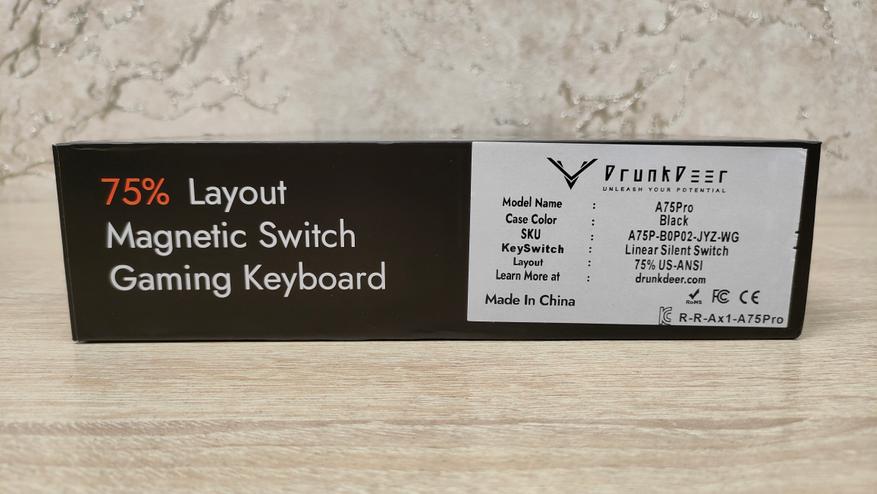 75% Layout
Magnetic Switch
Gaming Keyboard
DrunkDeer
UNLEASH YOUR POTENTIAL
Model Name : A75Pro
Case Color : Black
SKU : A75P-B0P02-JYZ-WG
KeySwitch : Linear Silent Switch
Layout : 75% US-ANSI
Learn More at : drunkdeer.com
RoHS FC CE
Made In China
R-R-Ax1-A75Pro